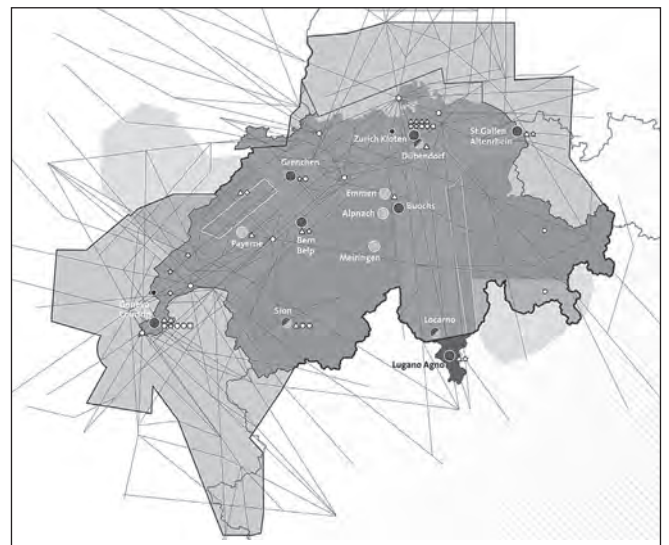 Zurich Kloten
St.Gallen
Altenrhein
Dübendorf
Grenchen
Emmen
Buochs
Alpnach
Payerne
Bern
Belp
Meiringen
Sion
Locarno
Lugano Agno